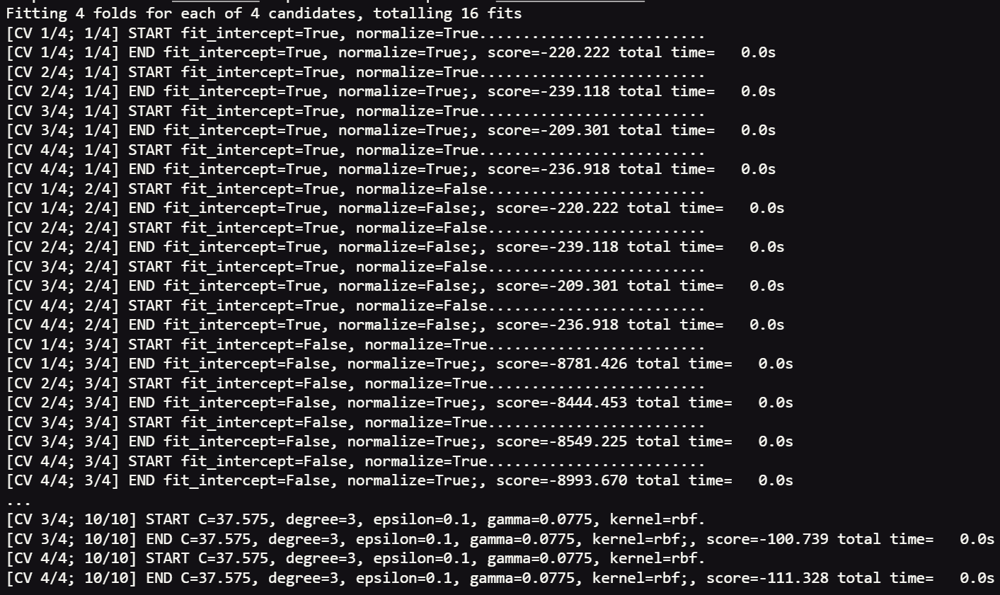 Fitting 4 folds for each of 4 candidates, totalling 16 fits
[CV 1/4; 1/4] START fit_intercept=True, normalize=True..........................
[CV 1/4; 1/4] END fit_intercept=True, normalize=True;, score=-220.222 total time=   0.0s
[CV 2/4; 1/4] START fit_intercept=True, normalize=True..........................
[CV 2/4; 1/4] END fit_intercept=True, normalize=True;, score=-239.118 total time=   0.0s
[CV 3/4; 1/4] START fit_intercept=True, normalize=True..........................
[CV 3/4; 1/4] END fit_intercept=True, normalize=True;, score=-209.301 total time=   0.0s
[CV 4/4; 1/4] START fit_intercept=True, normalize=True..........................
[CV 4/4; 1/4] END fit_intercept=True, normalize=True;, score=-236.918 total time=   0.0s
[CV 1/4; 2/4] START fit_intercept=True, normalize=False.........................
[CV 1/4; 2/4] END fit_intercept=True, normalize=False;, score=-220.222 total time=   0.0s
[CV 2/4; 2/4] START fit_intercept=True, normalize=False.........................
[CV 2/4; 2/4] END fit_intercept=True, normalize=False;, score=-239.118 total time=   0.0s
[CV 3/4; 2/4] START fit_intercept=True, normalize=False.........................
[CV 3/4; 2/4] END fit_intercept=True, normalize=False;, score=-209.301 total time=   0.0s
[CV 4/4; 2/4] START fit_intercept=True, normalize=False.........................
[CV 4/4; 2/4] END fit_intercept=True, normalize=False;, score=-236.918 total time=   0.0s
[CV 1/4; 3/4] START fit_intercept=False, normalize=True.........................
[CV 1/4; 3/4] END fit_intercept=False, normalize=True;, score=-8781.426 total time=   0.0s
[CV 2/4; 3/4] START fit_intercept=False, normalize=True.........................
[CV 2/4; 3/4] END fit_intercept=False, normalize=True;, score=-8444.453 total time=   0.0s
[CV 3/4; 3/4] START fit_intercept=False, normalize=True.........................
[CV 3/4; 3/4] END fit_intercept=False, normalize=True;, score=-8549.225 total time=   0.0s
[CV 4/4; 3/4] START fit_intercept=False, normalize=True.........................
[CV 4/4; 3/4] END fit_intercept=False, normalize=True;, score=-8993.670 total time=   0.0s
...
[CV 3/4; 10/10] START C=37.575, degree=3, epsilon=0.1, gamma=0.0775, kernel=rbf.
[CV 3/4; 10/10] END C=37.575, degree=3, epsilon=0.1, gamma=0.0775, kernel=rbf;, score=-100.739 total time=   0.0s
[CV 4/4; 10/10] START C=37.575, degree=3, epsilon=0.1, gamma=0.0775, kernel=rbf.
[CV 4/4; 10/10] END C=37.575, degree=3, epsilon=0.1, gamma=0.0775, kernel=rbf;, score=-111.328 total time=   0.0s